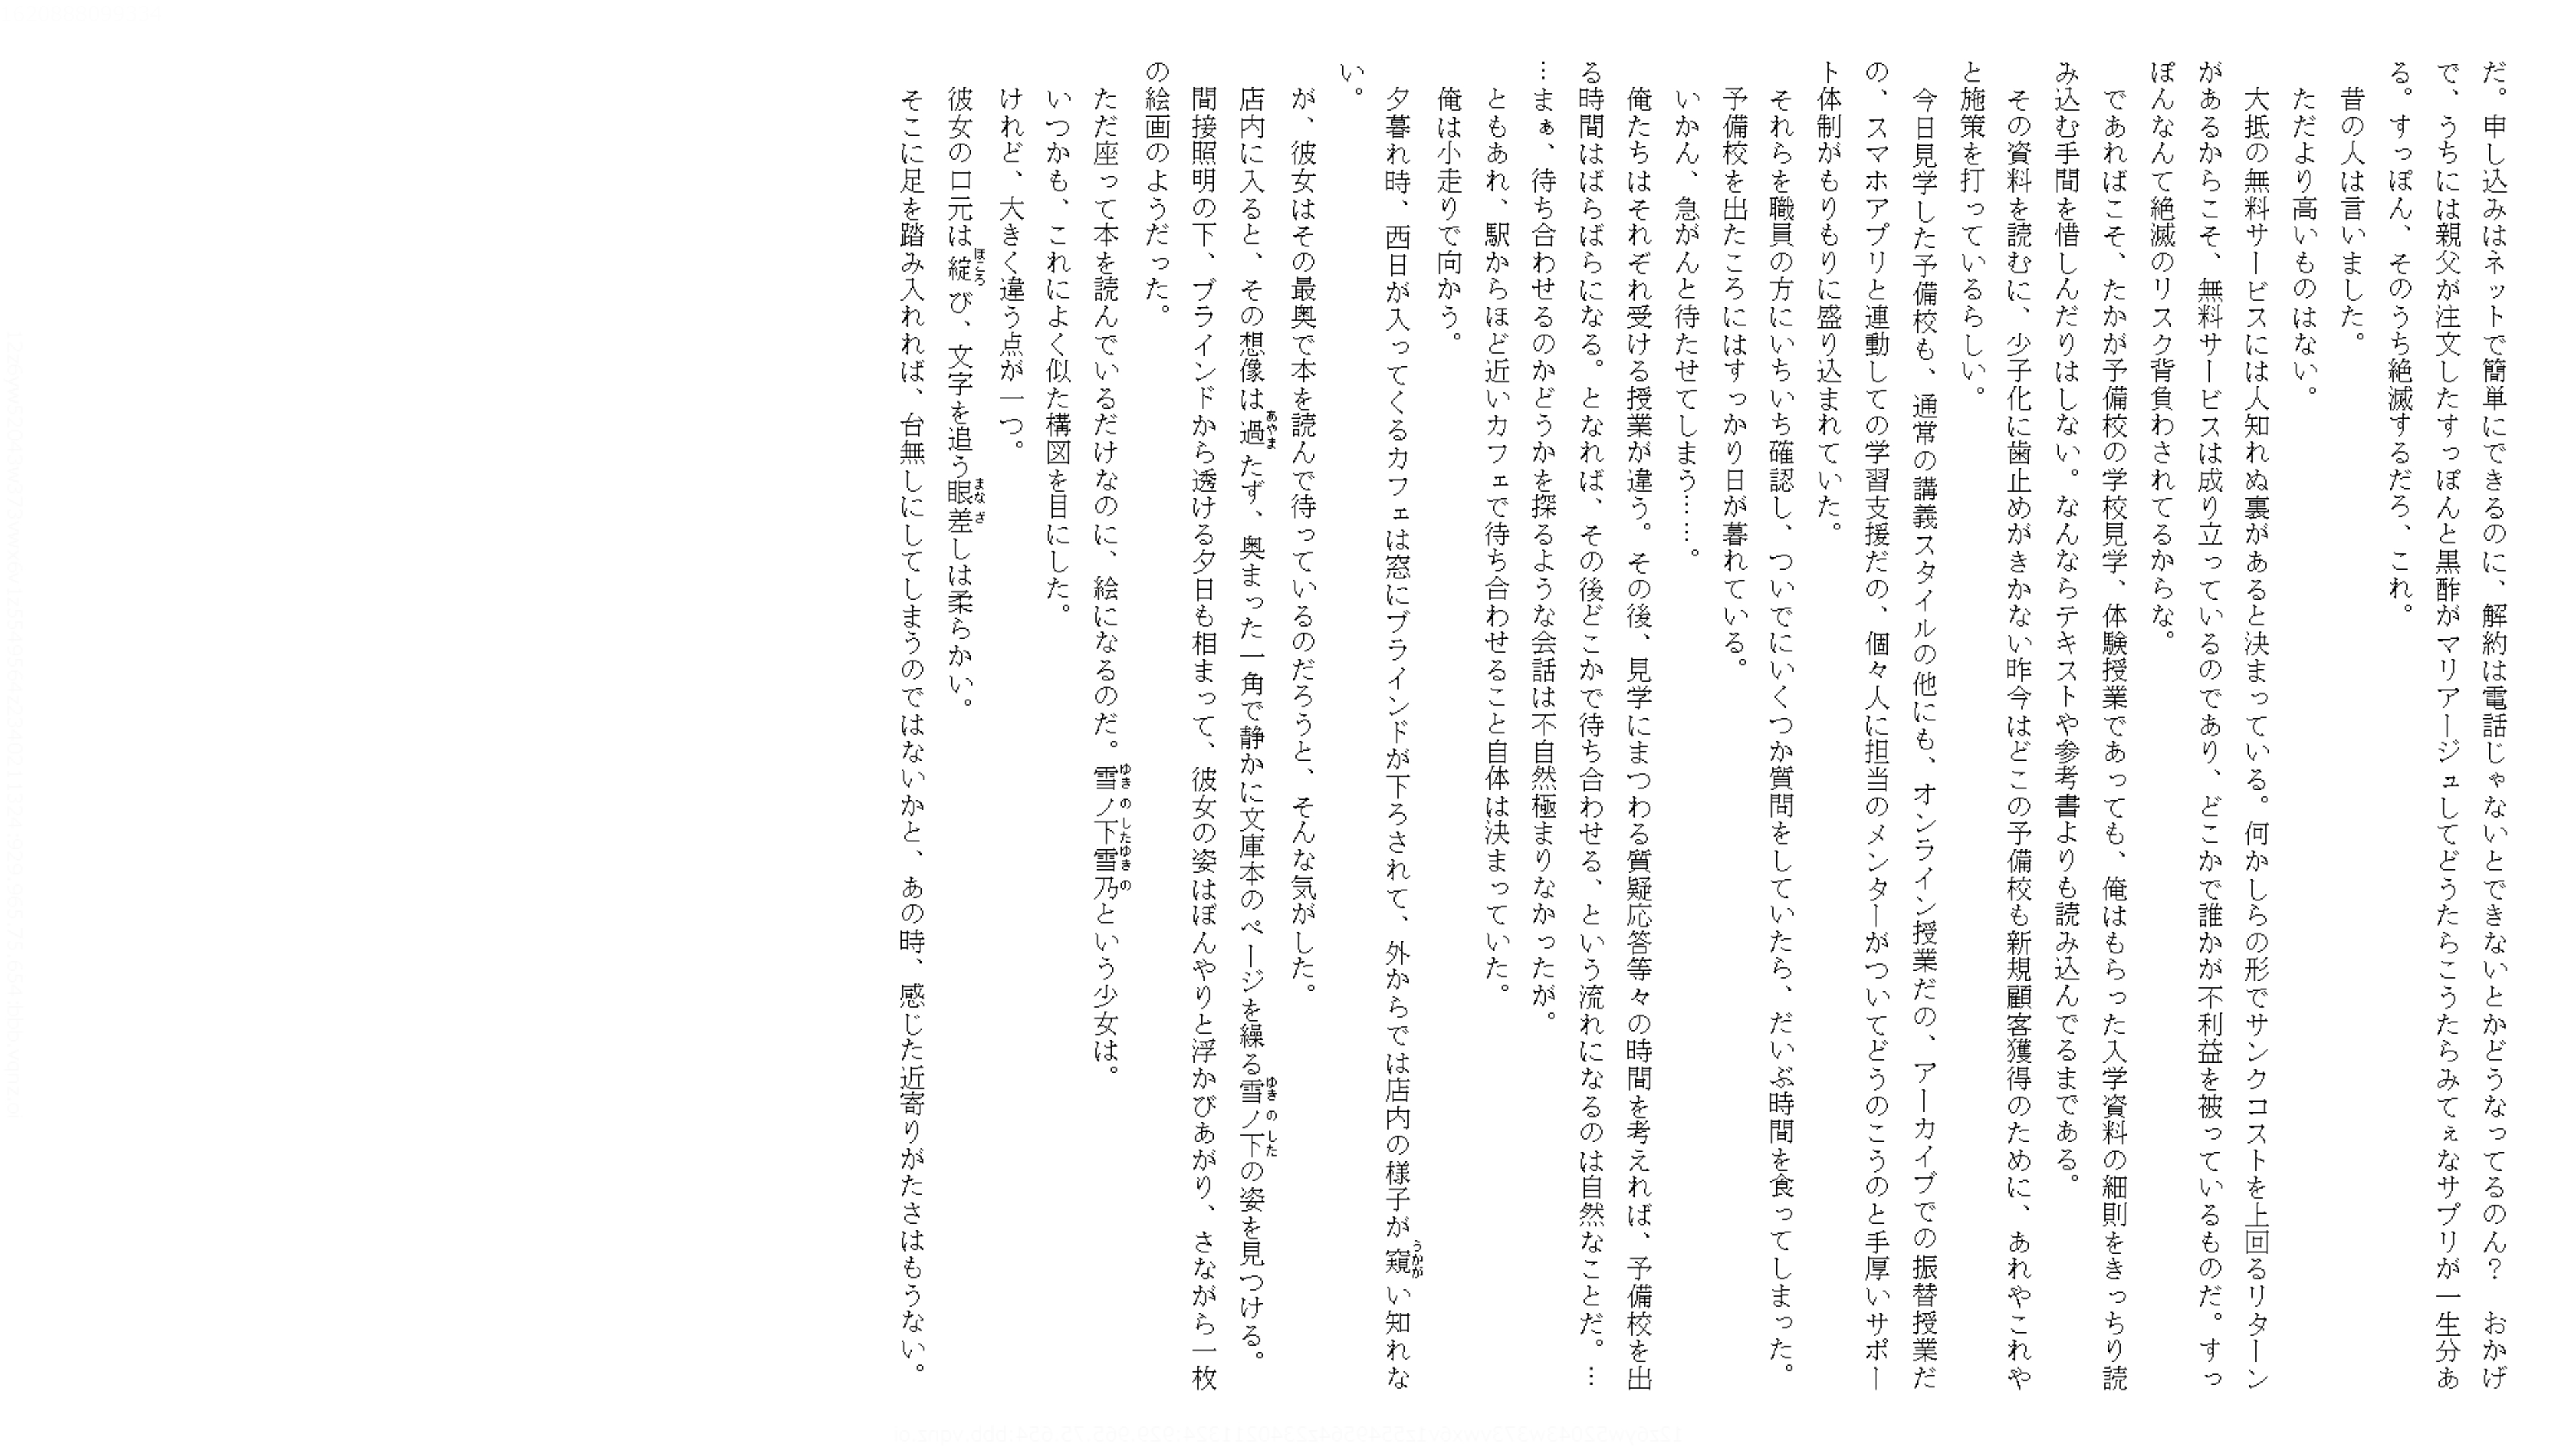 だ。申し込みはネットで簡単にできるのに、解約は電話じゃないとできないとかどうなってるのん？　おかげ
で、うちには親父が注文したすっぽんと黒酢がマリアージュしてどうたらこうたらみてぇなサプリが一生分あ
る。すっぽん、そのうち絶滅するだろ、これ。
昔の人は言いました。
ただより高いものはない。
大抵の無料サービスには人知れぬ裏があると決まっている。何かしらの形でサンクコストを上回るリターン
があるからこそ、無料サービスは成り立っているのであり、どこかで誰かが不利益を被っているものだ。すっ
ぽんなんて絶滅のリスク背負わされてるからな。
であればこそ、たかが予備校の学校見学、体験授業であっても、俺はもらった入学資料の細則をきっちり読
み込む手間を惜しんだりはしない。なんならテキストや参考書よりも読み込んでるまである。
その資料を読むに、少子化に歯止めがきかない昨今はどこの予備校も新規顧客獲得のために、あれやこれや
と施策を打っているらしい。
今日見学した予備校も、通常の講義スタイルの他にも、オンライン授業だの、アーカイブでの振替授業だ
の、スマホアプリと連動しての学習支援だの、個々人に担当のメンターがついてどうのこうのと手厚いサポー
ト体制がもりもりに盛り込まれていた。
それらを職員の方にいちいち確認し、ついでにいくつか質問をしていたら、だいぶ時間を食ってしまった。
予備校を出たころにはすっかり日が暮れている。
いかん、急がんと待たせてしまう……。
俺たちはそれぞれ受ける授業が違う。その後、見学にまつわる質疑応答等々の時間を考えれば、予備校を出
る時間はばらばらになる。となれば、その後どこかで待ち合わせる、という流れになるのは自然なことだ。…
…まぁ、待ち合わせるのかどうかを探るような会話は不自然極まりなかったが。
ともあれ、駅からほど近いカフェで待ち合わせること自体は決まっていた。
俺は小走りで向かう。
夕暮れ時、西日が入ってくるカフェは窓にブラインドが下ろされて、外からでは店内の様子が窺い知れな
い。
が、彼女はその最奥で本を読んで待っているのだろうと、そんな気がした。
店内に入ると、その想像は過たず、奥まった一角で静かに文庫本のページを繰る雪ノ下の姿を見つける。
間接照明の下、ブラインドから透ける夕日も相まって、彼女の姿はぼんやりと浮かびあがり、さながら一枚
の絵画のようだった。
ただ座って本を読んでいるだけなのに、絵になるのだ。雪ノ下雪乃という少女は。
いつかも、これによく似た構図を目にした。
けれど、大きく違う点が一つ。
彼女の口元は綻び、文字を追う眼差しは柔らかい。
そこに足を踏み入れれば、台無しにしてしまうのではないかと、あの時、感じた近寄りがたさはもうない。